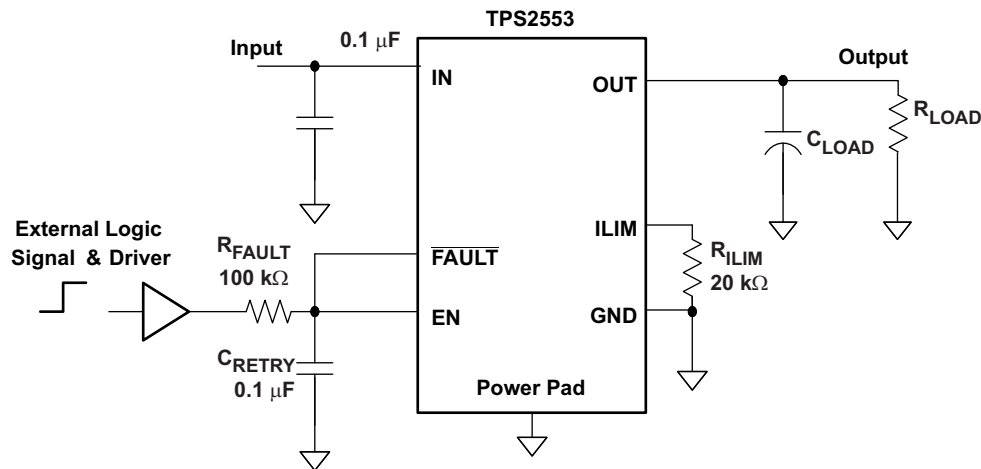 TPS2553
Input
0.1 μF
IN
OUT
Output
R_LOAD
C_LOAD
External Logic
Signal & Driver
R_FAULT
100 kΩ
FAULT
ILIM
R_ILIM
20 kΩ
EN
GND
C_RETRY
0.1 μF
Power Pad